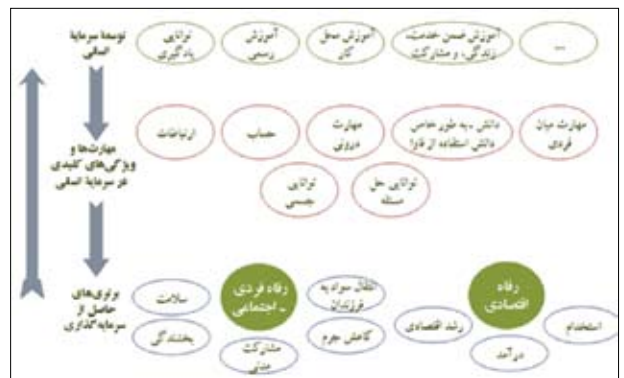 توسعهٔ سرمایهٔ
انسانی
توانایی
یادگیری
آموزش
رسمی
آموزش محل
کار
آموزش ضمن خدمت،
زندگی، و مشارکت
...
مهارت‌ها و
ویژگی‌های کلیدی
در سرمایهٔ انسانی
ارتباطات
حساب
مهارت
درونی
دانش - به طور خاص
دانش استفاده از فاوا
مهارت میان
فردی
توانایی
جسمی
توانایی حل
مسئله
برتری‌های
حاصل از
سرمایه‌گذاری
سلامت
رفاه فردی
- اجتماعی
انتقال سواد به
فرزندان
بخشندگی
مشارکت
مدنی
کاهش جرم
رفاه
اقتصادی
رشد اقتصادی
درآمد
استخدام